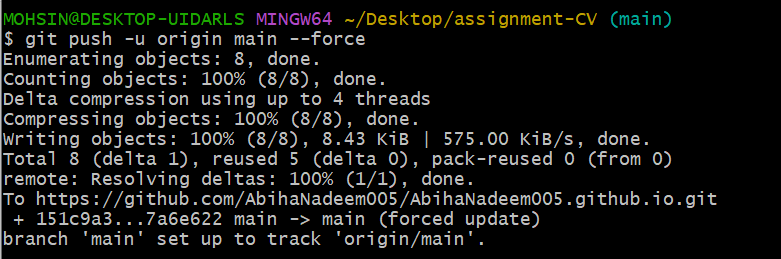 MOHSIN@DESKTOP-UIDARLS MINGW64 ~/Desktop/assignment-CV (main)
$ git push -u origin main --force
Enumerating objects: 8, done.
Counting objects: 100% (8/8), done.
Delta compression using up to 4 threads
Compressing objects: 100% (8/8), done.
Writing objects: 100% (8/8), 8.43 KiB | 575.00 KiB/s, done.
Total 8 (delta 1), reused 5 (delta 0), pack-reused 0 (from 0)
remote: Resolving deltas: 100% (1/1), done.
To https://github.com/AbihaNadeem005/AbihaNadeem005.github.io.git
 + 151c9a3...7a6e622 main -> main (forced update)
branch 'main' set up to track 'origin/main'.